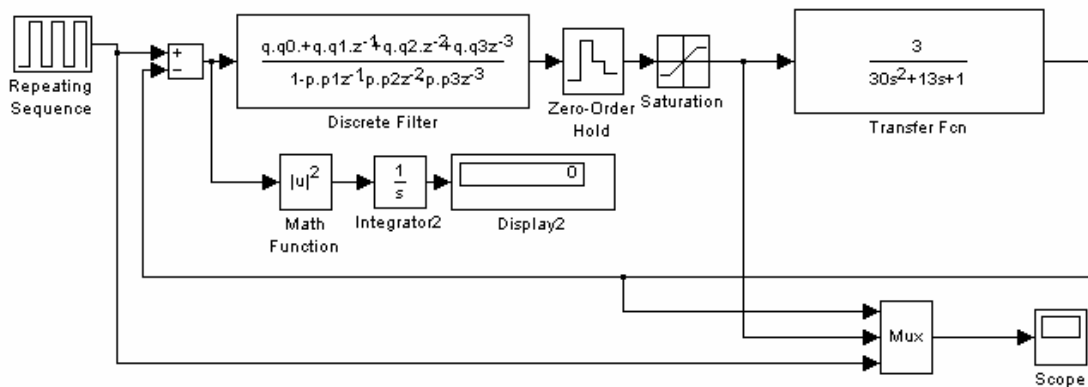 Repeating
Sequence
+
−
q.q0.+q.q1.z⁻¹+q.q2.z⁻²+q.q3z⁻³
1-p.p1z⁻¹p.p2z⁻²p.p3z⁻³
Discrete Filter
Zero-Order
Hold
Saturation
3
30s²+13s+1
Transfer Fcn
|u|²
Math
Function
1
s
Integrator2
0
Display2
Mux
Scope